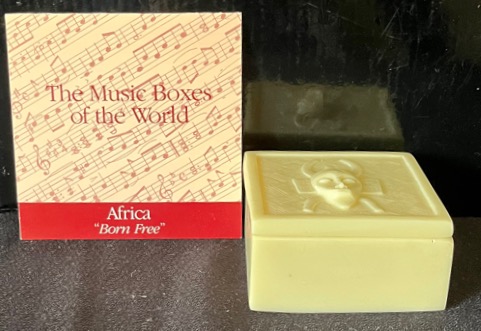 The Music Boxes
of the World
Africa
"Born Free"